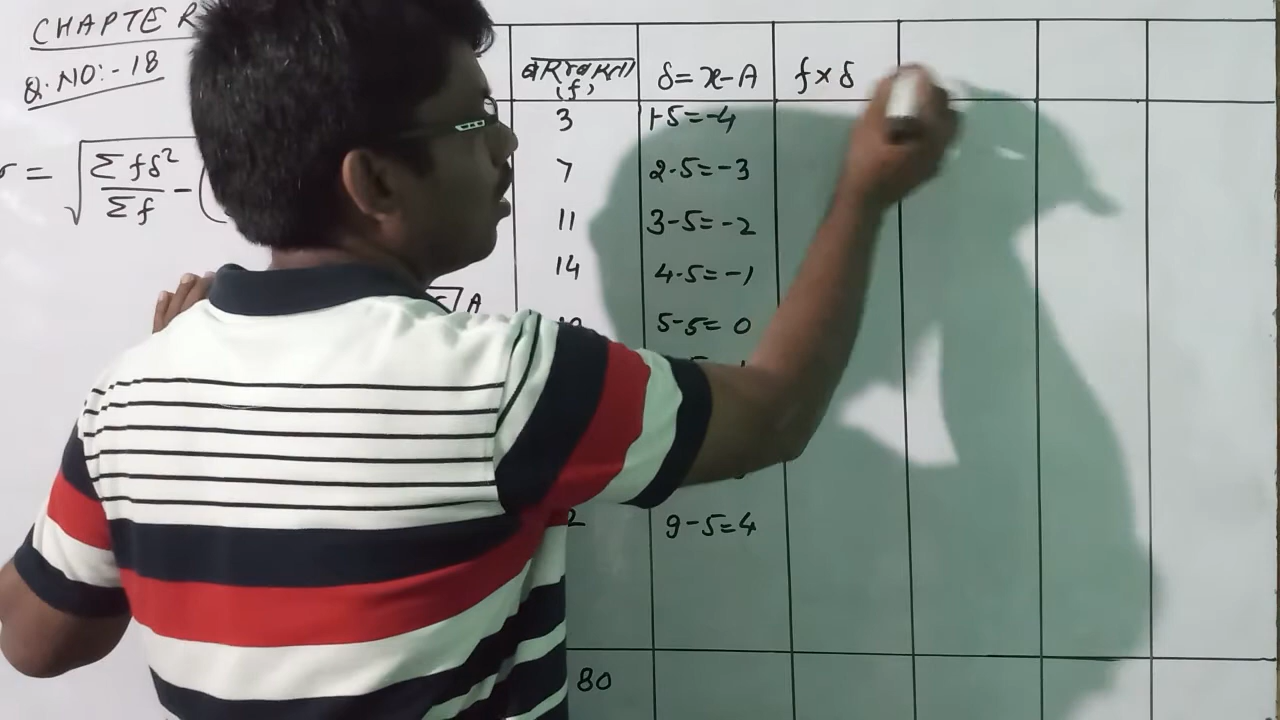 CHAPTER
Q. NO:- 18
σ = √ Σfδ² / Σf - (
A
बारंबारता (f) | δ = x - A | f × δ
3 | 1-5=-4
7 | 2-5=-3
11 | 3-5=-2
14 | 4-5=-1
5-5= 0
2 | 9-5=4
80